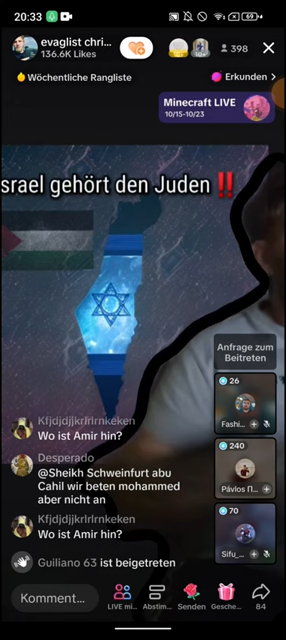 20:33
69
evaglist chri...
136.6K Likes
398
Wöchentliche Rangliste
Erkunden
Minecraft LIVE
10/15-10/23
srael gehört den Juden‼️
Anfrage zum
Beitreten
26
Fashi...
240
Pávlos Π...
70
Sifu_...
Kfjdjdjjkrlrirnkeken
Wo ist Amir hin?
Desperado
@Sheikh Schweinfurt abu
Cahil wir beten mohammed
aber nicht an
Kfjdjdjjkrlrirnkeken
Wo ist Amir hin?
Guiliano 63 ist beigetreten
Komment...
LIVE mi...
Abstim...
Senden
Gesche...
84